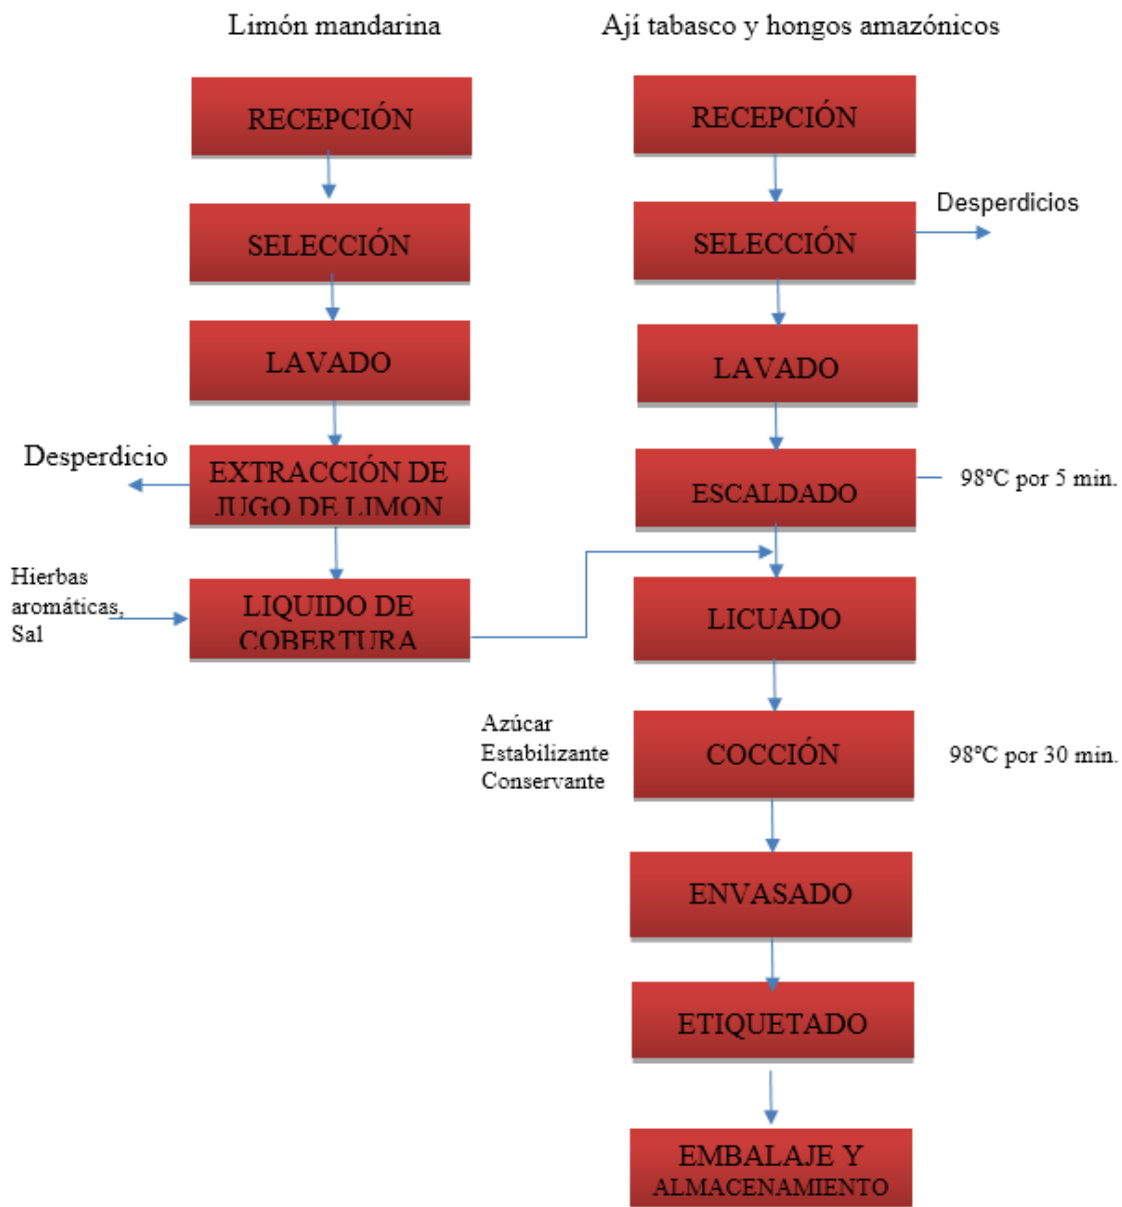 Limón mandarina
RECEPCIÓN
SELECCIÓN
LAVADO
Desperdicio
EXTRACCIÓN DE
JUGO DE LIMON
Hierbas
aromáticas,
Sal
LIQUIDO DE
COBERTURA
Ají tabasco y hongos amazónicos
RECEPCIÓN
SELECCIÓN
Desperdicios
LAVADO
ESCALDADO
98°C por 5 min.
LICUADO
Azúcar
Estabilizante
Conservante
COCCIÓN
98°C por 30 min.
ENVASADO
ETIQUETADO
EMBALAJE Y
ALMACENAMIENTO